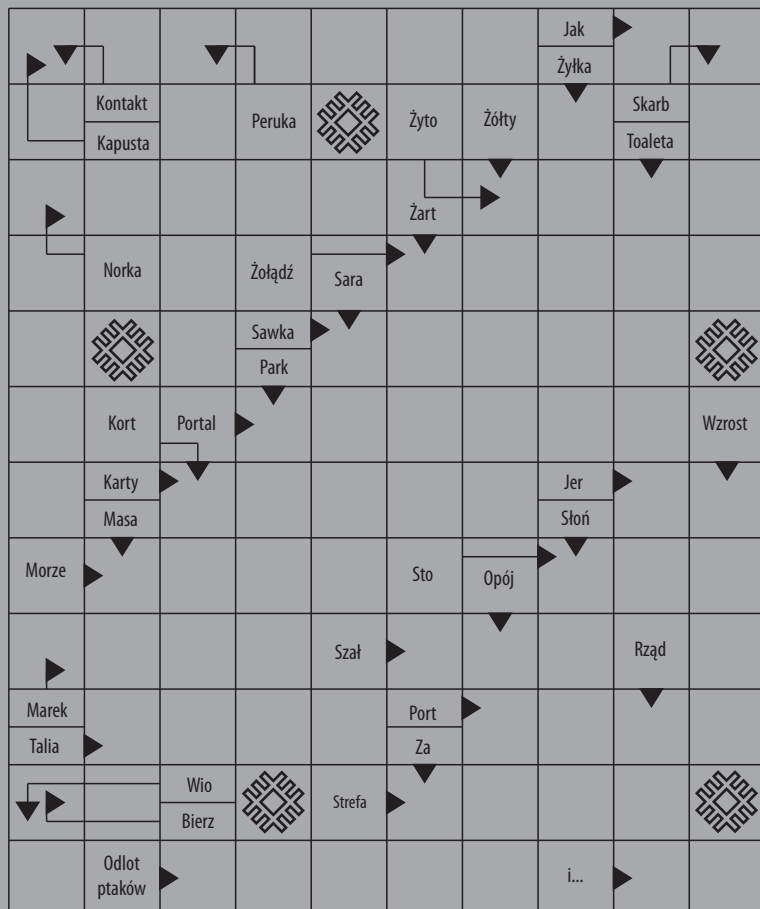 Jak
Żyłka
Kontakt
Kapusta
Peruka
Żyto
Żółty
Skarb
Toaleta
Żart
Norka
Żołądź
Sara
Sawka
Park
Kort
Portal
Wzrost
Karty
Masa
Jer
Słoń
Morze
Sto
Opój
Szał
Rząd
Marek
Talia
Port
Za
Wio
Bierz
Strefa
Odlot
ptaków
i...